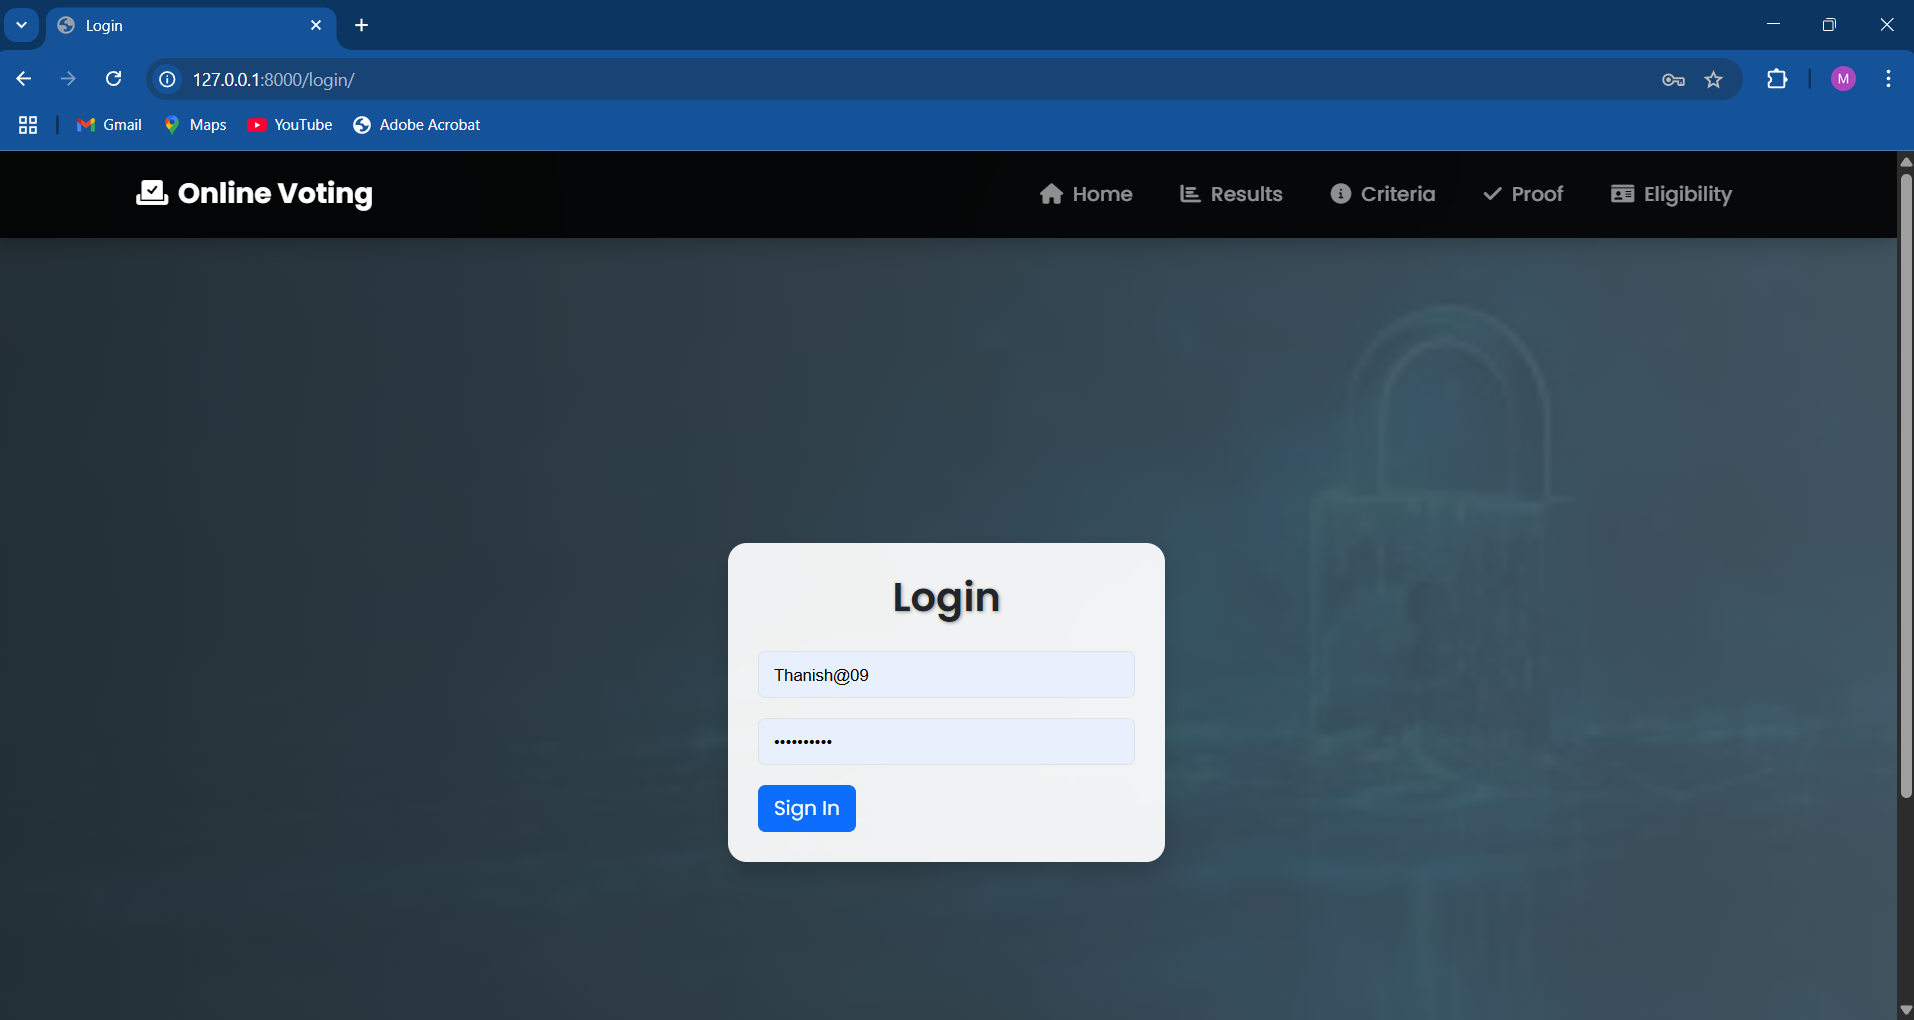 Login
127.0.0.1:8000/login/
M
Gmail Maps YouTube Adobe Acrobat
Online Voting Home Results Criteria Proof Eligibility
Login
Thanish@09
••••••••••
Sign In